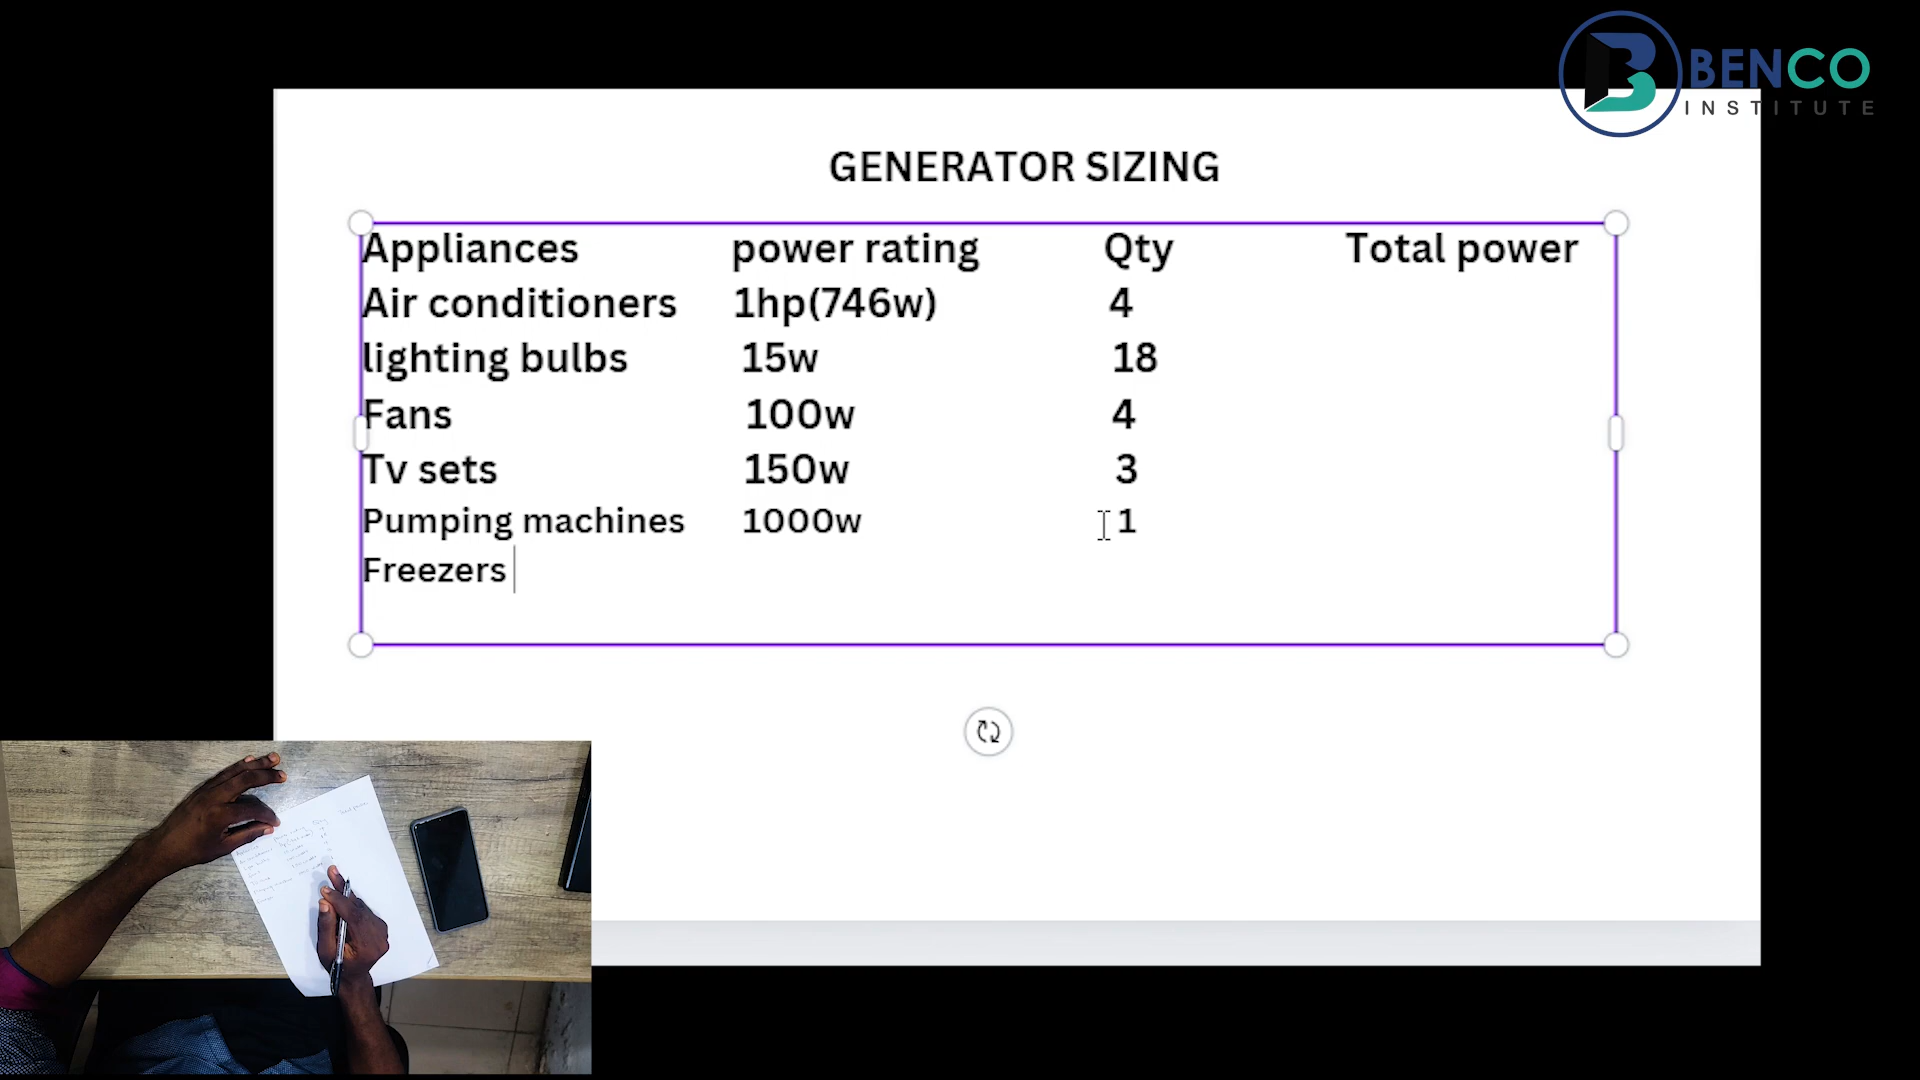 BENCO
INSTITUTE
GENERATOR SIZING
Appliances power rating Qty Total power
Air conditioners 1hp(746w) 4
lighting bulbs 15w 18
Fans 100w 4
Tv sets 150w 3
Pumping machines 1000w 1
Freezers